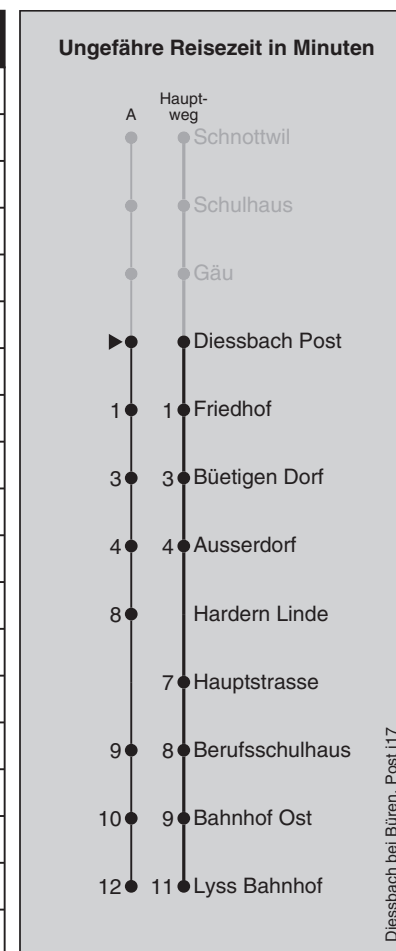 Ungefähre Reisezeit in Minuten
A Haupt-
weg
Schnottwil
Schulhaus
Gäu
Diessbach Post
1 1 Friedhof
3 3 Büetigen Dorf
4 4 Ausserdorf
8 Hardern Linde
7 Hauptstrasse
9 8 Berufsschulhaus
10 9 Bahnhof Ost
12 11 Lyss Bahnhof
Diessbach bei Büren, Post j17